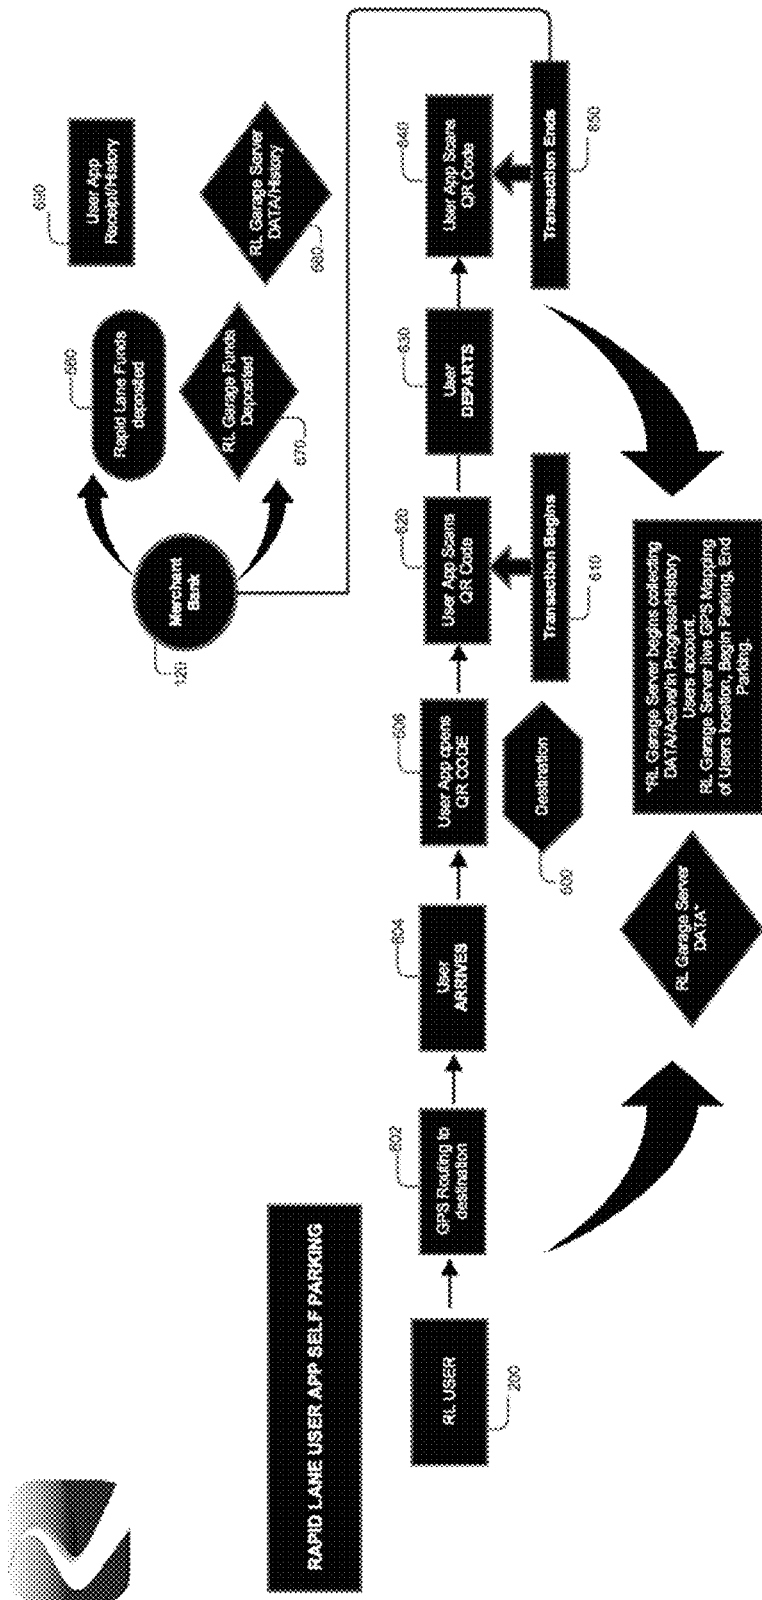 690
User App
Receipt/History
660
Rapid Lane Funds
deposited
Merchant
Bank
120
RL Garage Funds
Deposited
670
RL Garage Server
DATA/History
680
RAPID LANE USER APP SELF PARKING
RL USER
200
602
GPS Routing to
destination
604
User
ARRIVES
606
User App opens
QR CODE
620
User App Scans
QR Code
630
User
DEPARTS
640
User App Scans
QR Code
Destination
600
Transaction Begins
610
Transaction Ends
650
RL Garage Server
DATA*
*RL Garage Server begins collecting
DATA/Active/In Progress/History
Users account.
RL Garage Server live GPS Mapping
of Users location, Begin Parking, End
Parking.